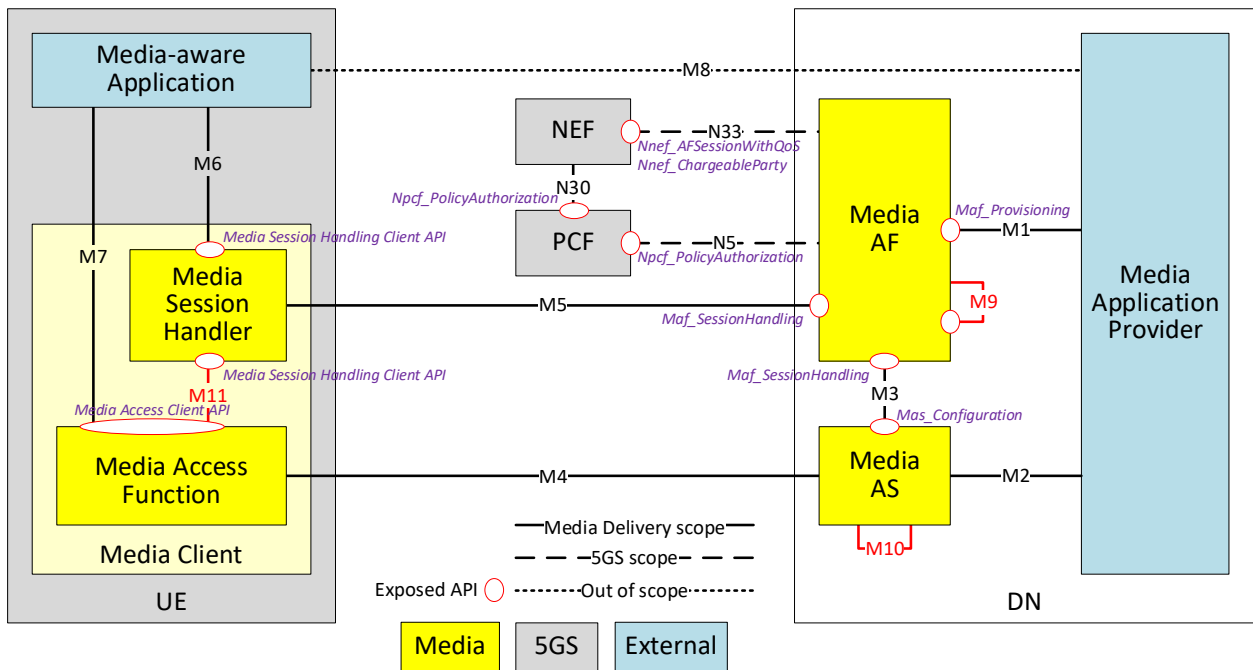 Media-aware
Application
M8
NEF
N33
Nnef_AFSessionWithQoS
Nnef_ChargeableParty
M6
N30
Npcf_PolicyAuthorization
Maf_Provisioning
Media
AF
M1
Media Session Handling Client API
PCF
N5
Npcf_PolicyAuthorization
M7
Media
Session
Handler
M5
Maf_SessionHandling
M9
Media
Application
Provider
Media Session Handling Client API
Maf_SessionHandling
M11
M3
Media Access Client API
Mas_Configuration
Media Access
Function
M4
Media
AS
M2
Media Delivery scope
M10
Media Client
5GS scope
Exposed API
Out of scope
UE
DN
Media
5GS
External